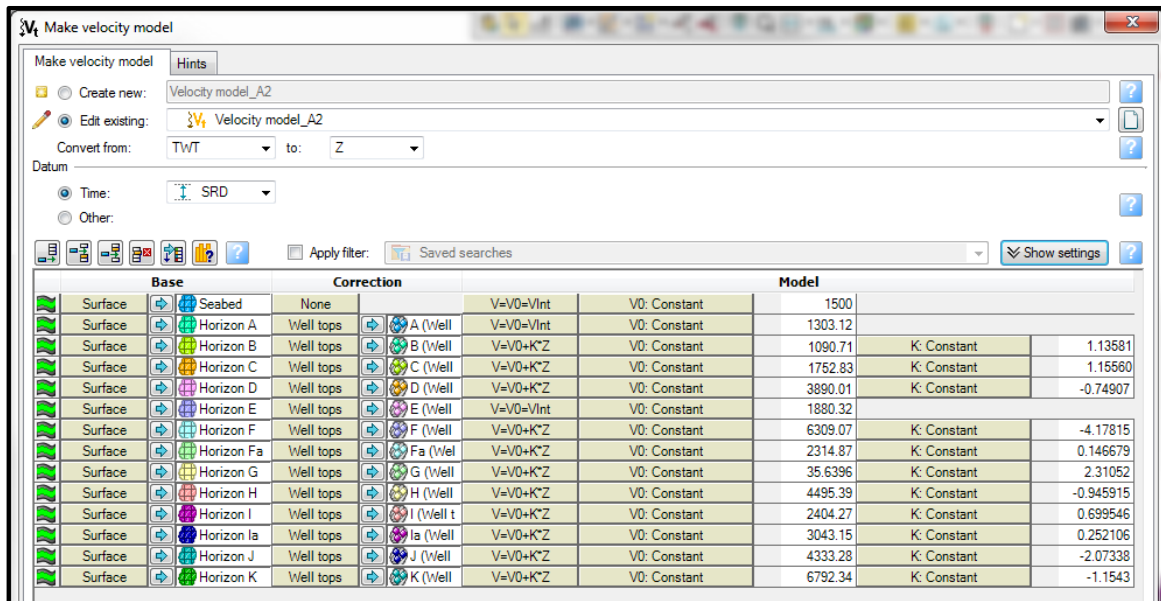 Make velocity model
Make velocity model Hints
Create new: Velocity model_A2
Edit existing: Velocity model_A2
Convert from: TWT to: Z
Datum
Time: SRD
Other:
Apply filter: Saved searches Show settings
Base Correction Model
Surface Seabed None V=V0=VInt V0: Constant 1500
Surface Horizon A Well tops A (Well V=V0=VInt V0: Constant 1303.12
Surface Horizon B Well tops B (Well V=V0+K*Z V0: Constant 1090.71 K: Constant 1.13581
Surface Horizon C Well tops C (Well V=V0+K*Z V0: Constant 1752.83 K: Constant 1.15560
Surface Horizon D Well tops D (Well V=V0+K*Z V0: Constant 3890.01 K: Constant -0.74907
Surface Horizon E Well tops E (Well V=V0=VInt V0: Constant 1880.32
Surface Horizon F Well tops F (Well V=V0+K*Z V0: Constant 6309.07 K: Constant -4.17815
Surface Horizon Fa Well tops Fa (Wel V=V0+K*Z V0: Constant 2314.87 K: Constant 0.146679
Surface Horizon G Well tops G (Well V=V0+K*Z V0: Constant 35.6396 K: Constant 2.31052
Surface Horizon H Well tops H (Well V=V0+K*Z V0: Constant 4495.39 K: Constant -0.945915
Surface Horizon I Well tops I (Well t V=V0+K*Z V0: Constant 2404.27 K: Constant 0.699546
Surface Horizon Ia Well tops Ia (Well V=V0+K*Z V0: Constant 3043.15 K: Constant 0.252106
Surface Horizon J Well tops J (Well V=V0+K*Z V0: Constant 4333.28 K: Constant -2.07338
Surface Horizon K Well tops K (Well V=V0+K*Z V0: Constant 6792.34 K: Constant -1.1543